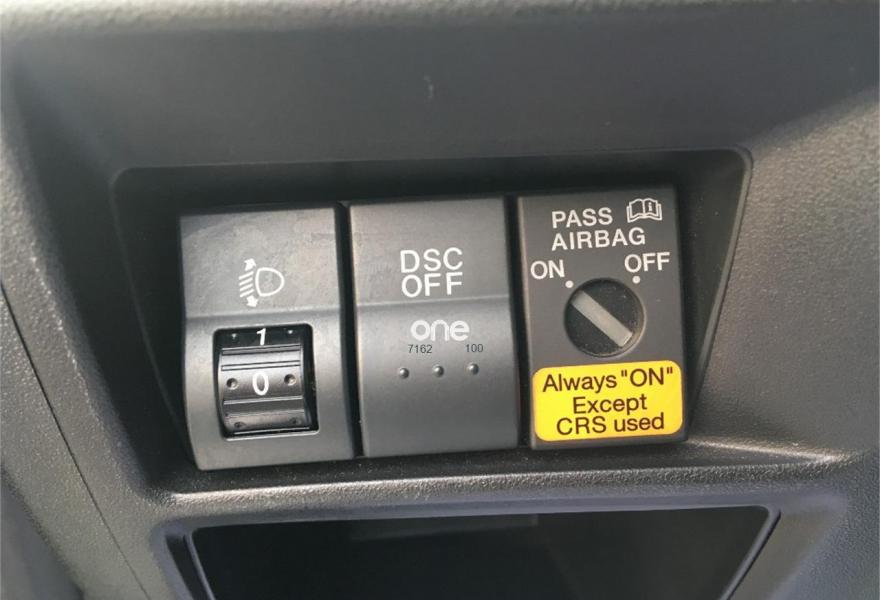 1
0
DSC
OFF
one
7162 100
PASS
AIRBAG
ON OFF
Always "ON"
Except
CRS used